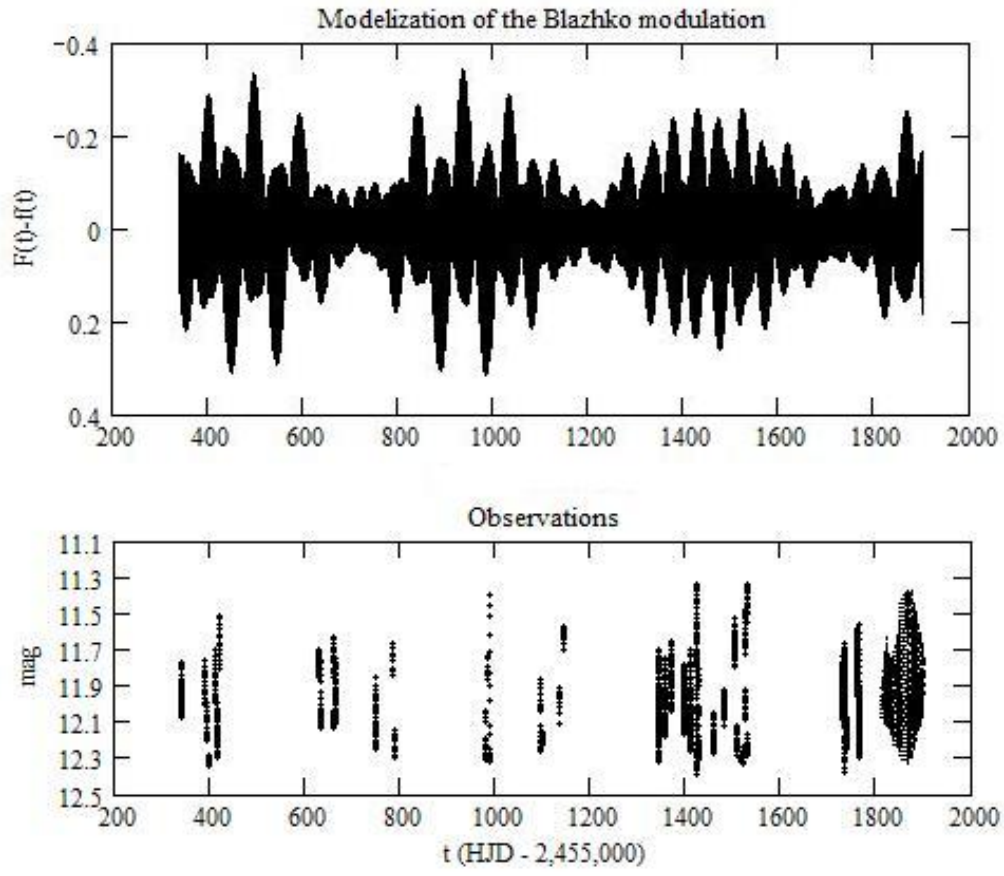 Modelization of the Blazhko modulation
−0.4
−0.2
0
0.2
0.4
F(t)-f(t)
200 400 600 800 1000 1200 1400 1600 1800 2000
Observations
11.1
11.3
11.5
11.7
11.9
12.1
12.3
12.5
mag
200 400 600 800 1000 1200 1400 1600 1800 2000
t (HJD - 2,455,000)